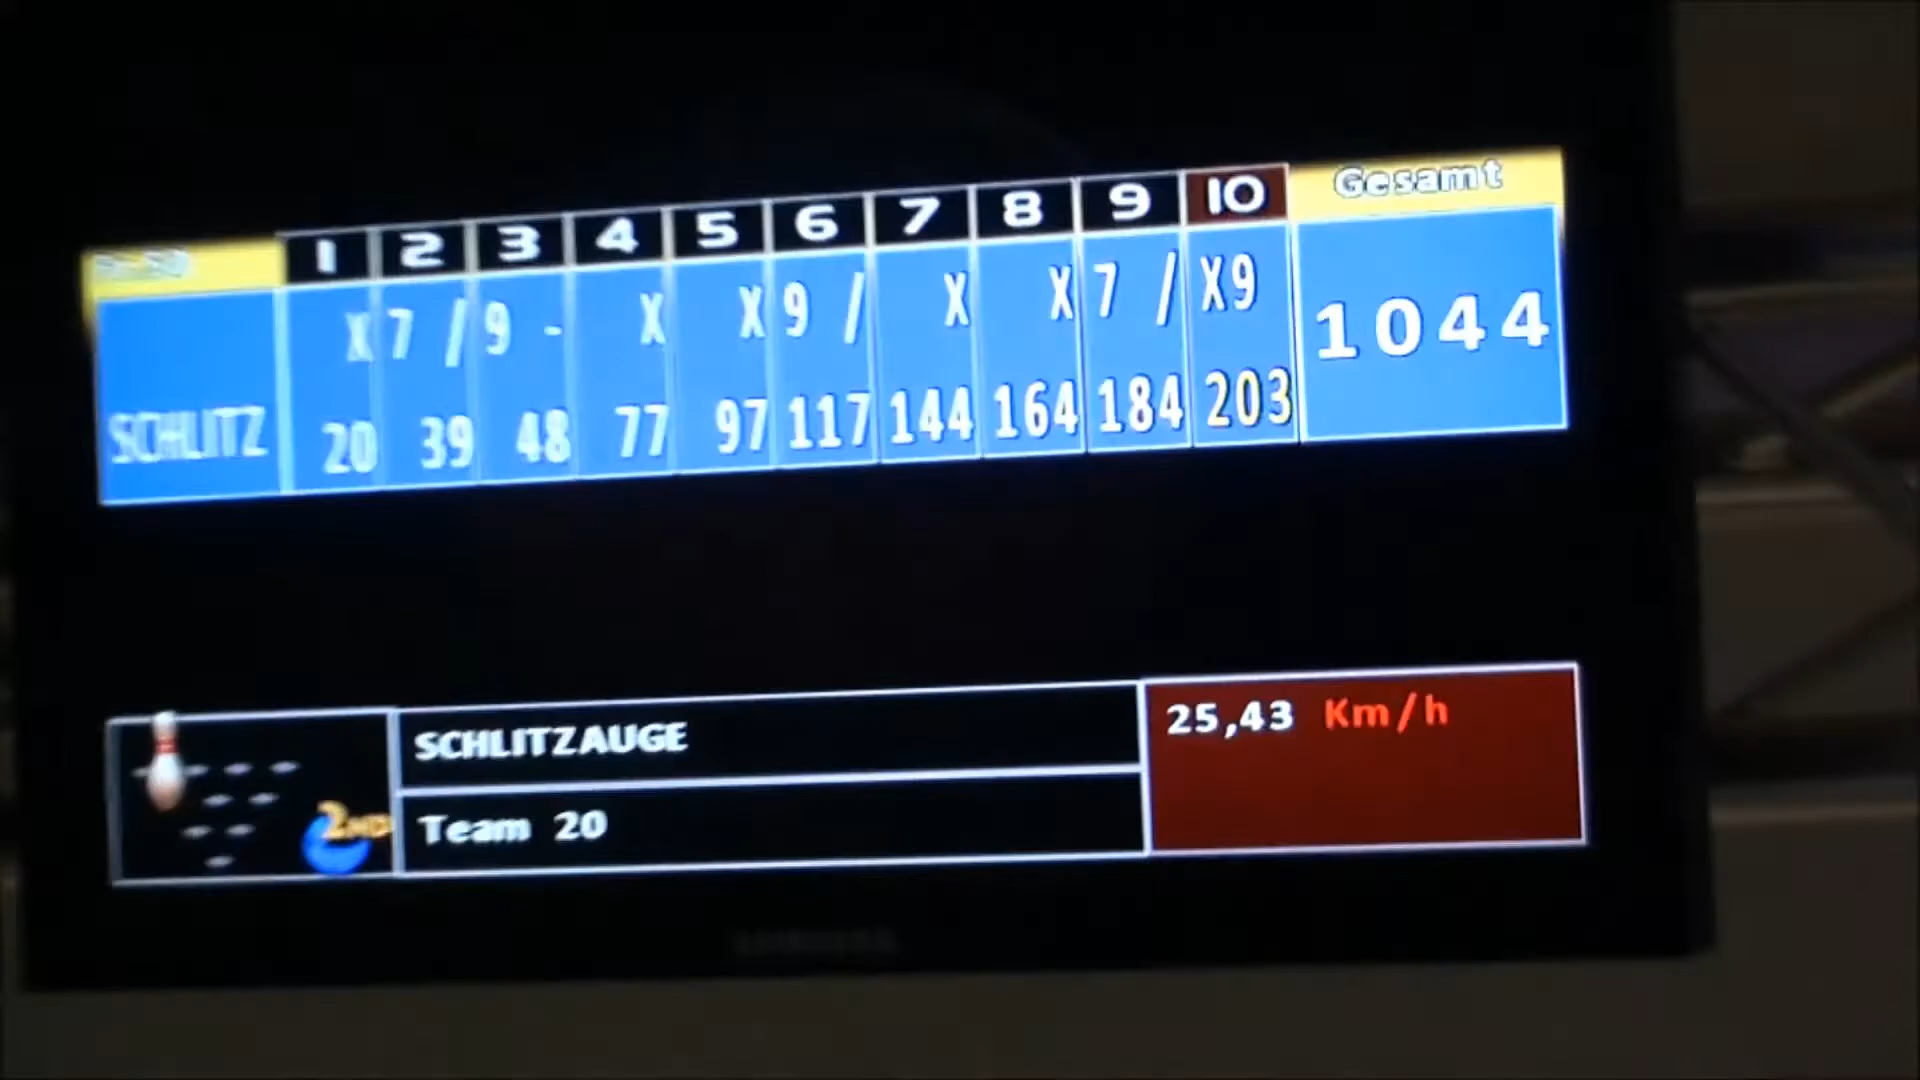 1 2 3 4 5 6 7 8 9 10 Gesamt
X 7 / 9 - X X 9 / X X 7 / X9 1044
SCHLITZ 20 39 48 77 97 117 144 164 184 203
SCHLITZAUGE 25,43 Km/h
2ND Team 20